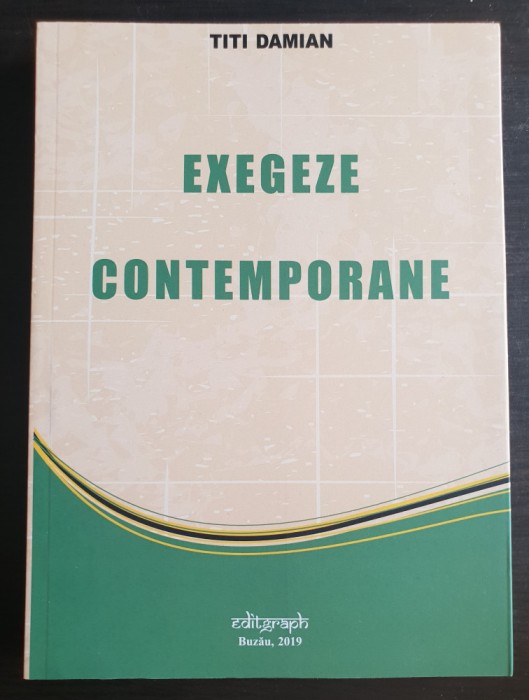 TITI DAMIAN
EXEGEZE
CONTEMPORANE
editgraph
Buzău, 2019